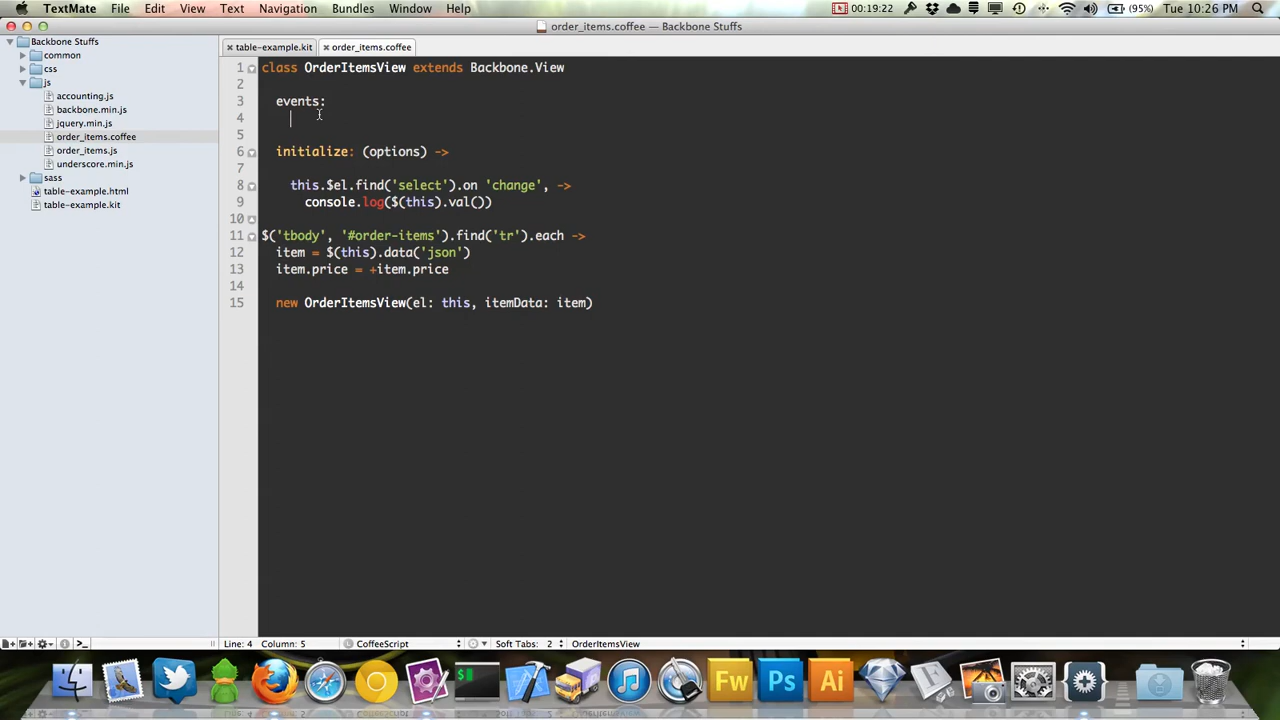 TextMate File Edit View Text Navigation Bundles Window Help 00:19:22 (95%) Tue 10:26 PM
order_items.coffee — Backbone Stuffs
Backbone Stuffs
common
css
js
accounting.js
backbone.min.js
jquery.min.js
order_items.coffee
order_items.js
underscore.min.js
sass
table-example.html
table-example.kit
table-example.kit order_items.coffee
1 class OrderItemsView extends Backbone.View
2
3 events:
4
5
6 initialize: (options) ->
7
8 this.$el.find('select').on 'change', ->
9 console.log($(this).val())
10
11 $('tbody', '#order-items').find('tr').each ->
12 item = $(this).data('json')
13 item.price = +item.price
14
15 new OrderItemsView(el: this, itemData: item)
Line: 4 Column: 5 CoffeeScript Soft Tabs: 2 OrderItemsView
Fw Ps Ai